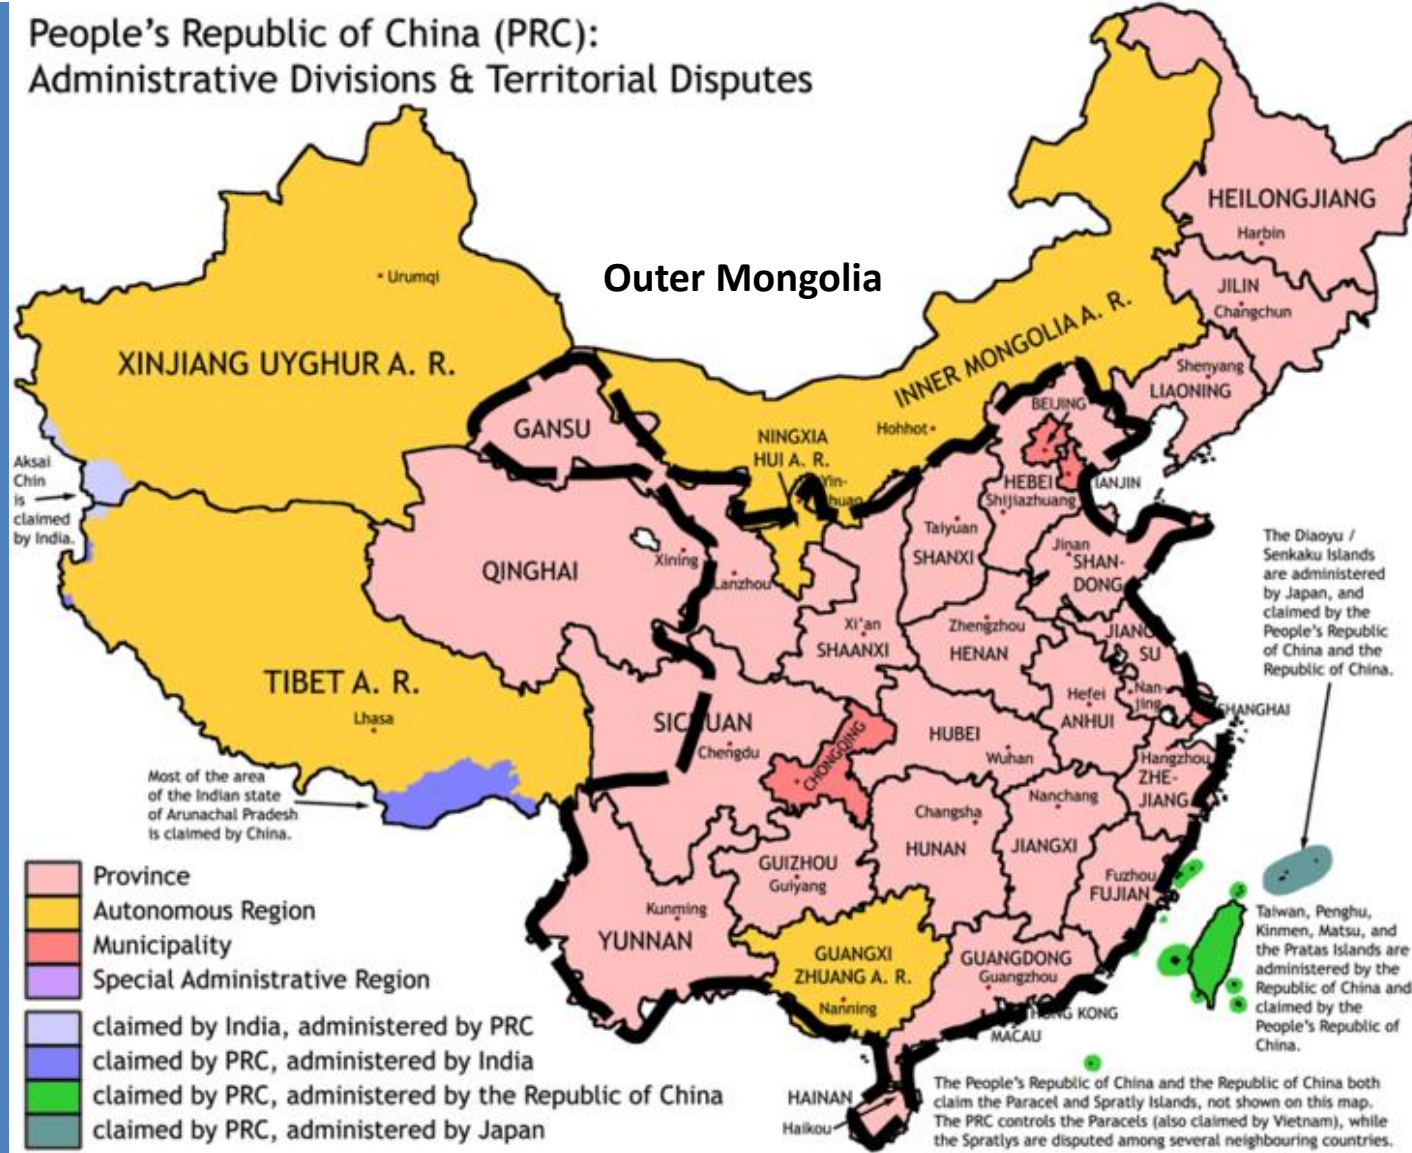 People's Republic of China (PRC):
Administrative Divisions & Territorial Disputes
HEILONGJIANG
Harbin
Outer Mongolia
Urumqi
JILIN
Changchun
XINJIANG UYGHUR A. R.
INNER MONGOLIA A. R.
Shenyang
LIAONING
BEIJING
GANSU
Hohhot
NINGXIA
HUI A. R.
Yin-
chuan
Aksai
Chin
is
claimed
by India.
HEBEI
TIANJIN
Shijiazhuang
Taiyuan
SHANXI
Jinan
SHAN-
DONG
The Diaoyu /
Senkaku Islands
are administered
by Japan, and
claimed by the
People's Republic
of China and the
Republic of China.
QINGHAI
Xining
Lanzhou
Xi'an
SHAANXI
Zhengzhou
HENAN
JIANG
SU
TIBET A. R.
Lhasa
Hefei
ANHUI
Nan-
jing
SHANGHAI
SICHUAN
Chengdu
CHONGQING
HUBEI
Wuhan
Hangzhou
ZHE-
JIANG
Most of the area
of the Indian state
of Arunachal Pradesh
is claimed by China.
Changsha
HUNAN
Nanchang
JIANGXI
GUIZHOU
Guiyang
Fuzhou
FUJIAN
Kunming
YUNNAN
GUANGXI
ZHUANG A. R.
Nanning
GUANGDONG
Guangzhou
HONG KONG
MACAU
Taiwan, Penghu,
Kinmen, Matsu, and
the Pratas Islands are
administered by the
Republic of China and
claimed by the
People's Republic of
China.
HAINAN
Haikou
Province
Autonomous Region
Municipality
Special Administrative Region
claimed by India, administered by PRC
claimed by PRC, administered by India
claimed by PRC, administered by the Republic of China
claimed by PRC, administered by Japan
The People's Republic of China and the Republic of China both
claim the Paracel and Spratly Islands, not shown on this map.
The PRC controls the Paracels (also claimed by Vietnam), while
the Spratlys are disputed among several neighbouring countries.